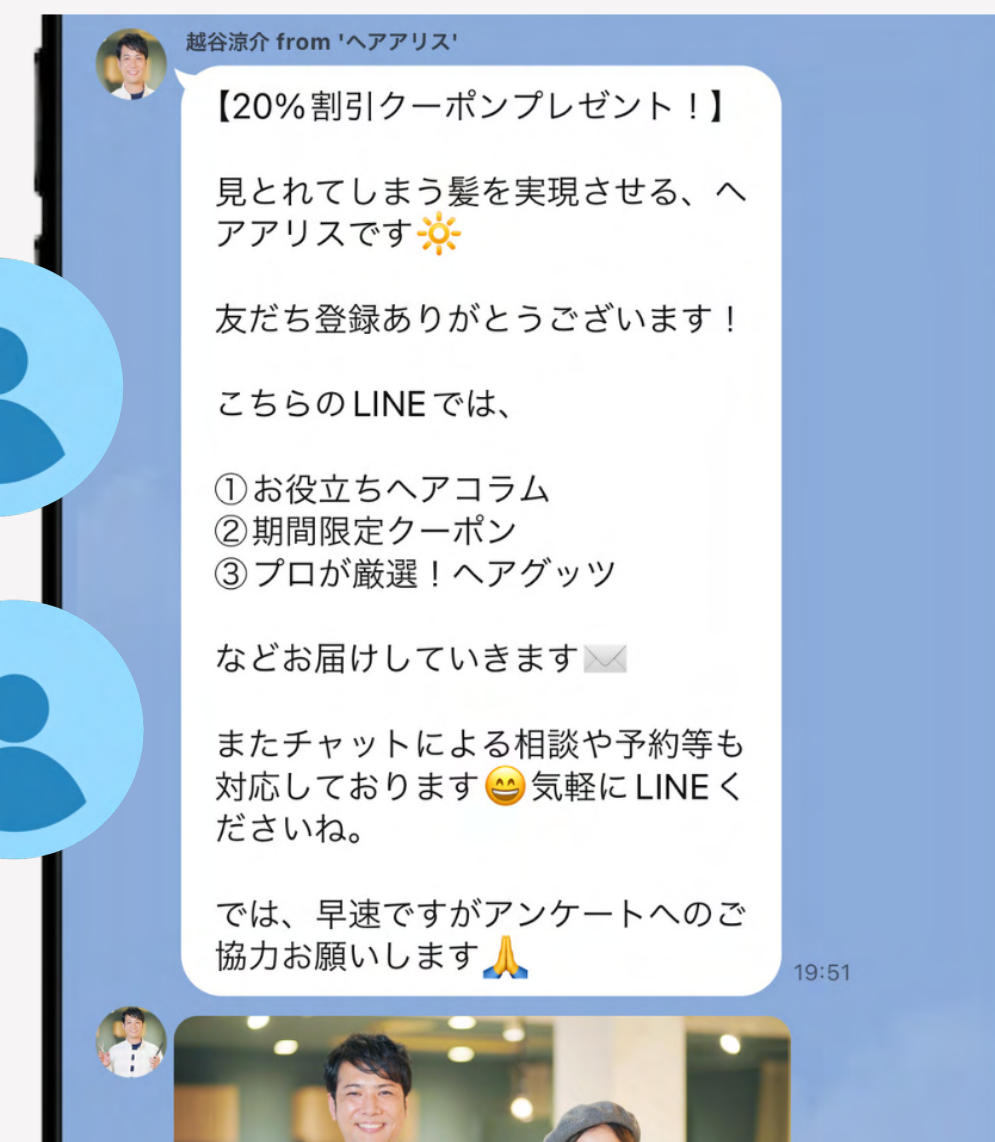 越谷涼介 from 'ヘアアリス'
【20%割引クーポンプレゼント！】
見とれてしまう髪を実現させる、ヘ
アアリスです🔆
友だち登録ありがとうございます！
こちらのLINEでは、
①お役立ちヘアコラム
②期間限定クーポン
③プロが厳選！ヘアグッツ
などお届けしていきます✉️
またチャットによる相談や予約等も
対応しております😄気軽にLINEく
ださいね。
では、早速ですがアンケートへのご
協力お願いします🙏
19:51